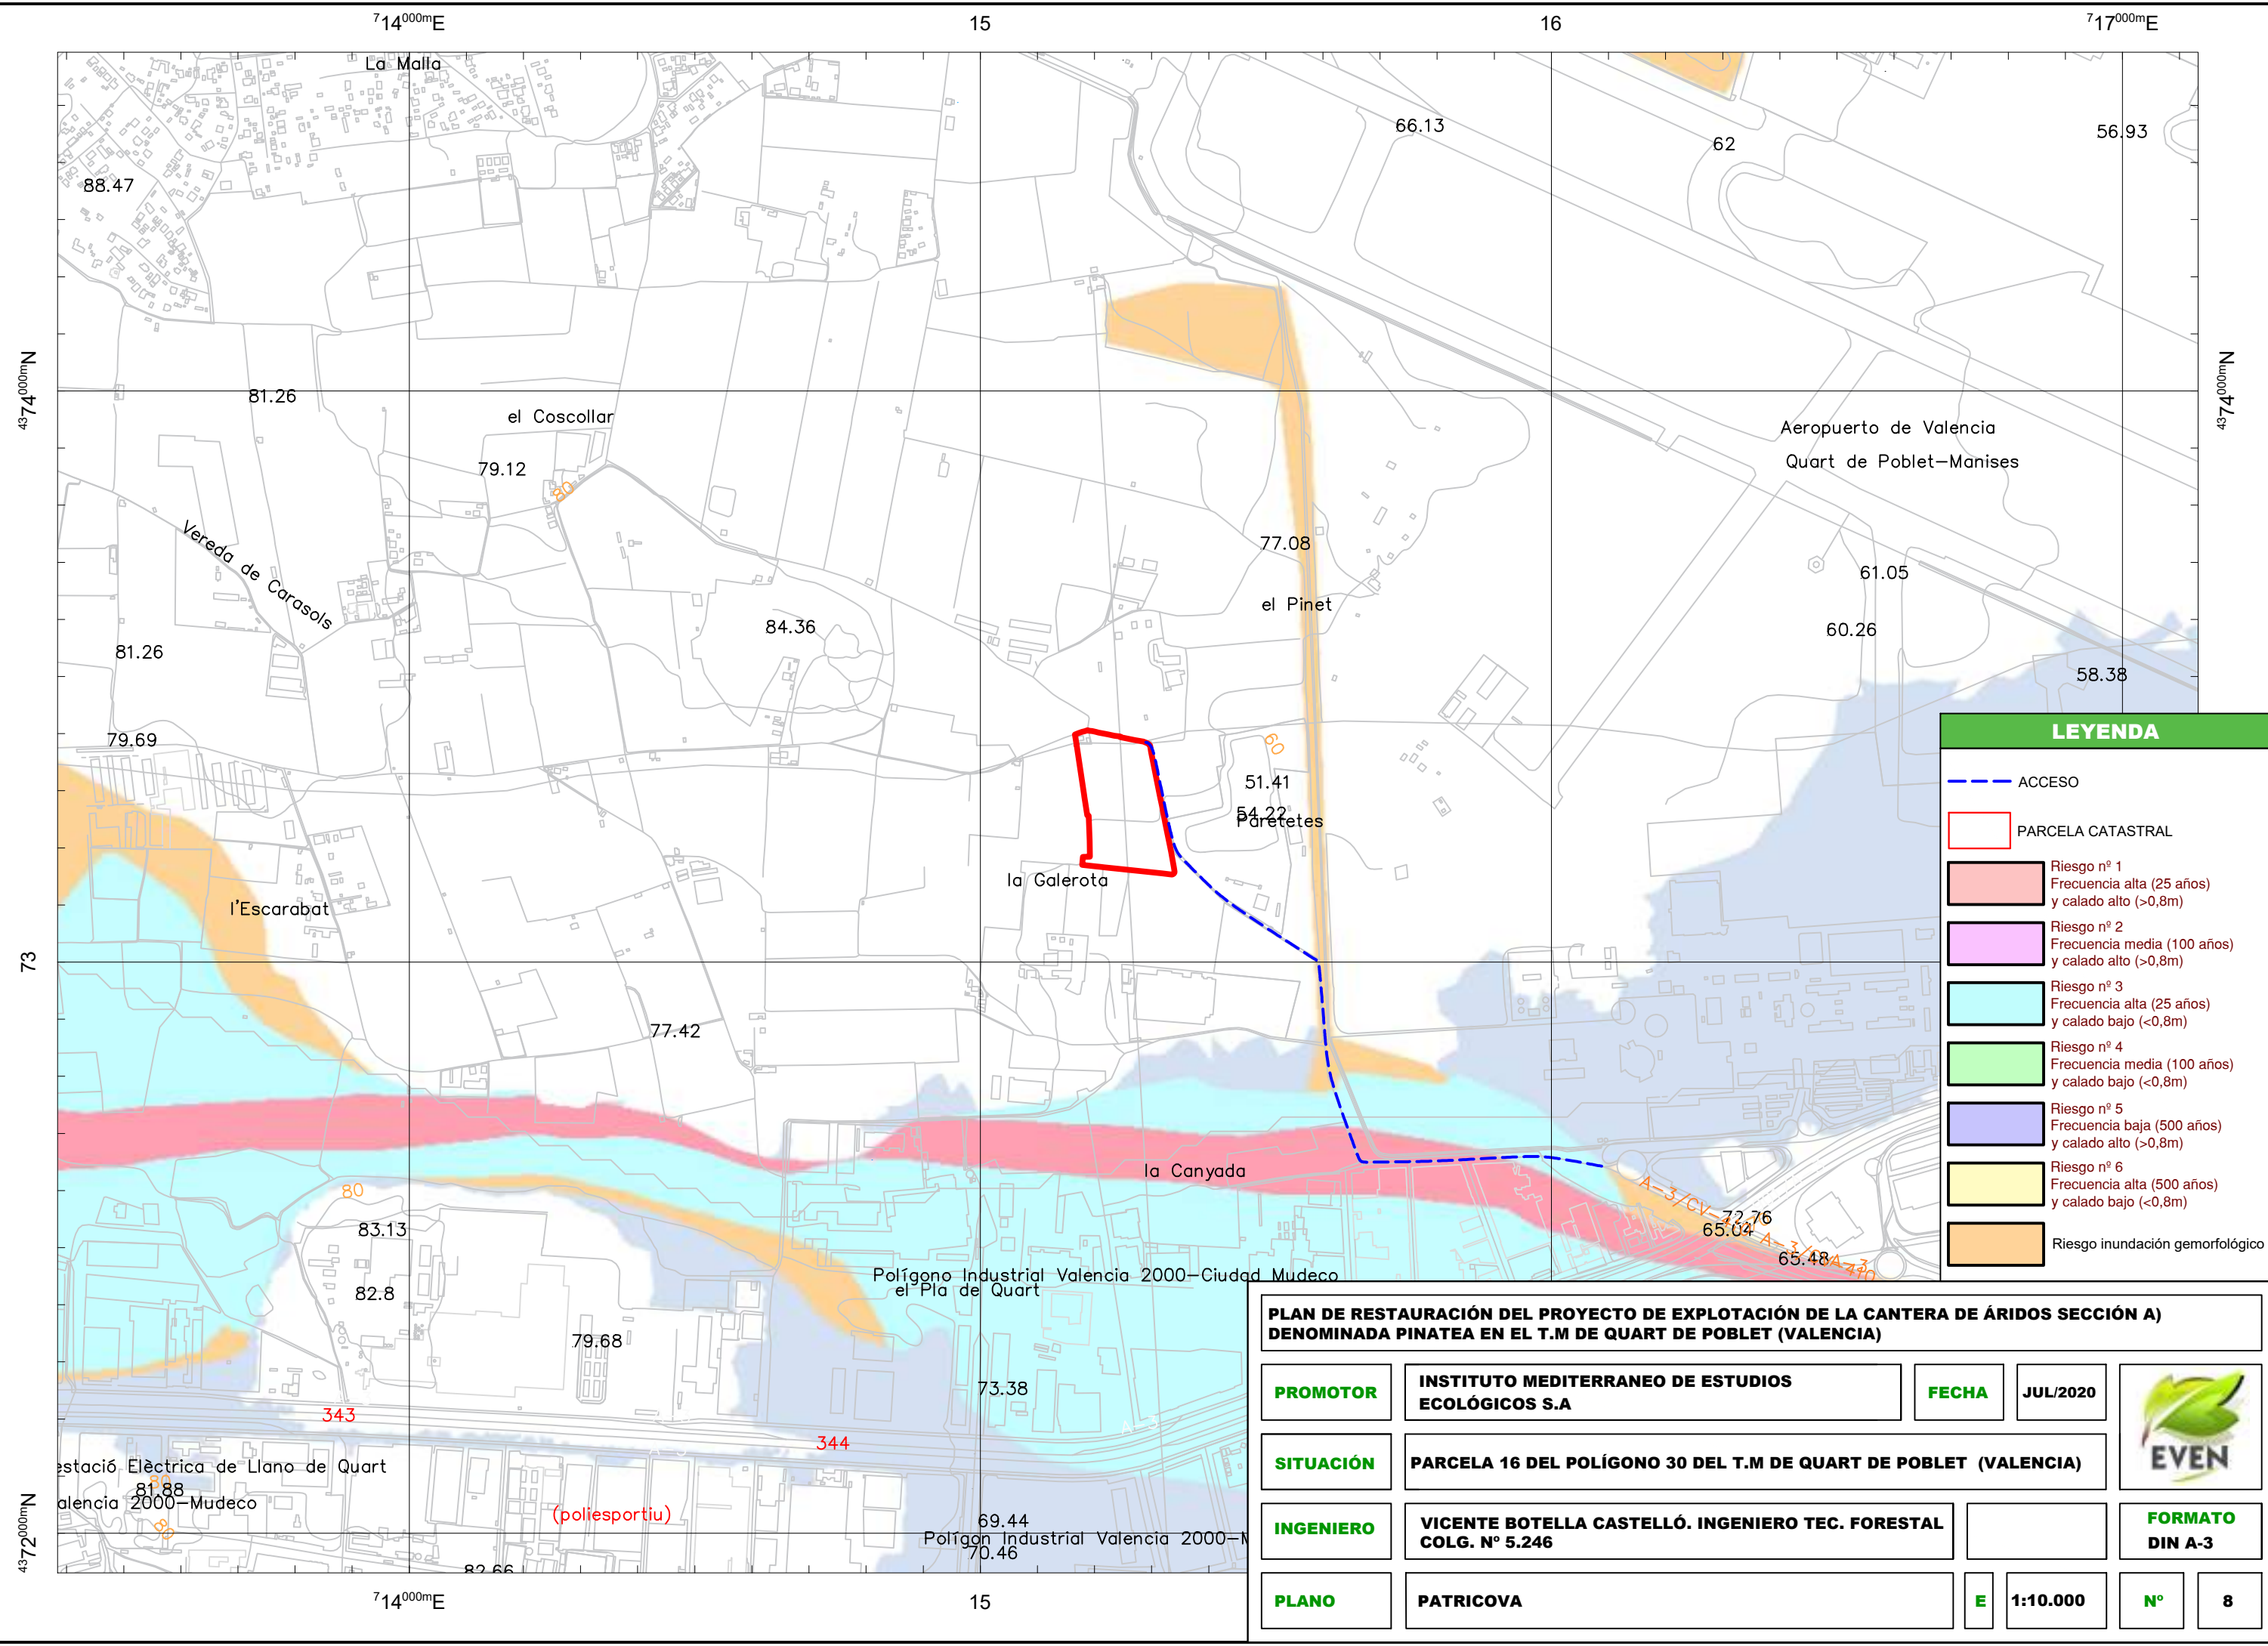 714000mE
15
16
717000mE
La Malla
66.13
62
56.93
88.47
4374000mN
4374000mN
81.26
el Coscollar
79.12
80
Aeropuerto de Valencia
Quart de Poblet-Manises
Vereda de Carasols
77.08
61.05
el Pinet
84.36
60.26
81.26
58.38
79.69
60
51.41
54.22
Paretetes
la Galerota
l'Escarabat
73
77.42
la Canyada
80
83.13
82.8
72.76
65.04
65.48
Polígono Industrial Valencia 2000-Ciudad Mudeco
el Pla de Quart
79.68
73.38
343
344
A-3
A-3
estació Elèctrica de Llano de Quart
80
81.88
alencia 2000-Mudeco
80
(poliesportiu)
69.44
Polígon Industrial Valencia 2000-M
70.46
82.66
4372000mN
714000mE
15
LEYENDA
ACCESO
PARCELA CATASTRAL
Riesgo nº 1
Frecuencia alta (25 años)
y calado alto (>0,8m)
Riesgo nº 2
Frecuencia media (100 años)
y calado alto (>0,8m)
Riesgo nº 3
Frecuencia alta (25 años)
y calado bajo (<0,8m)
Riesgo nº 4
Frecuencia media (100 años)
y calado bajo (<0,8m)
Riesgo nº 5
Frecuencia baja (500 años)
y calado alto (>0,8m)
Riesgo nº 6
Frecuencia alta (500 años)
y calado bajo (<0,8m)
Riesgo inundación gemorfológico
PLAN DE RESTAURACIÓN DEL PROYECTO DE EXPLOTACIÓN DE LA CANTERA DE ÁRIDOS SECCIÓN A)
DENOMINADA PINATEA EN EL T.M DE QUART DE POBLET (VALENCIA)
PROMOTOR
INSTITUTO MEDITERRANEO DE ESTUDIOS
ECOLÓGICOS S.A
FECHA
JUL/2020
EVEN
SITUACIÓN
PARCELA 16 DEL POLÍGONO 30 DEL T.M DE QUART DE POBLET (VALENCIA)
INGENIERO
VICENTE BOTELLA CASTELLÓ. INGENIERO TEC. FORESTAL
COLG. Nº 5.246
FORMATO
DIN A-3
PLANO
PATRICOVA
E
1:10.000
Nº
8